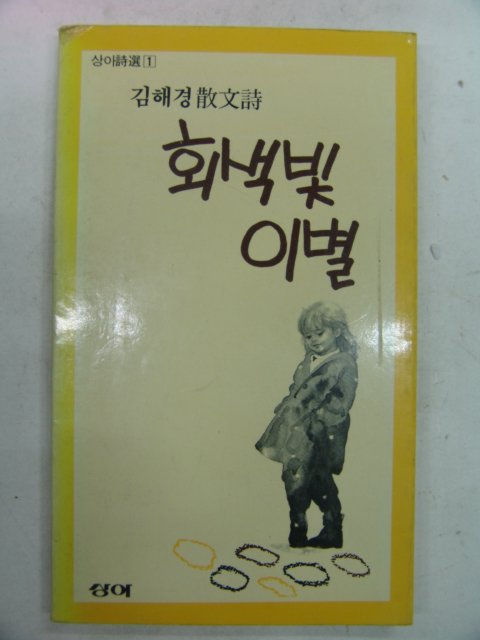 상아詩選 1
김해경 散文詩
회색빛
이별
상아